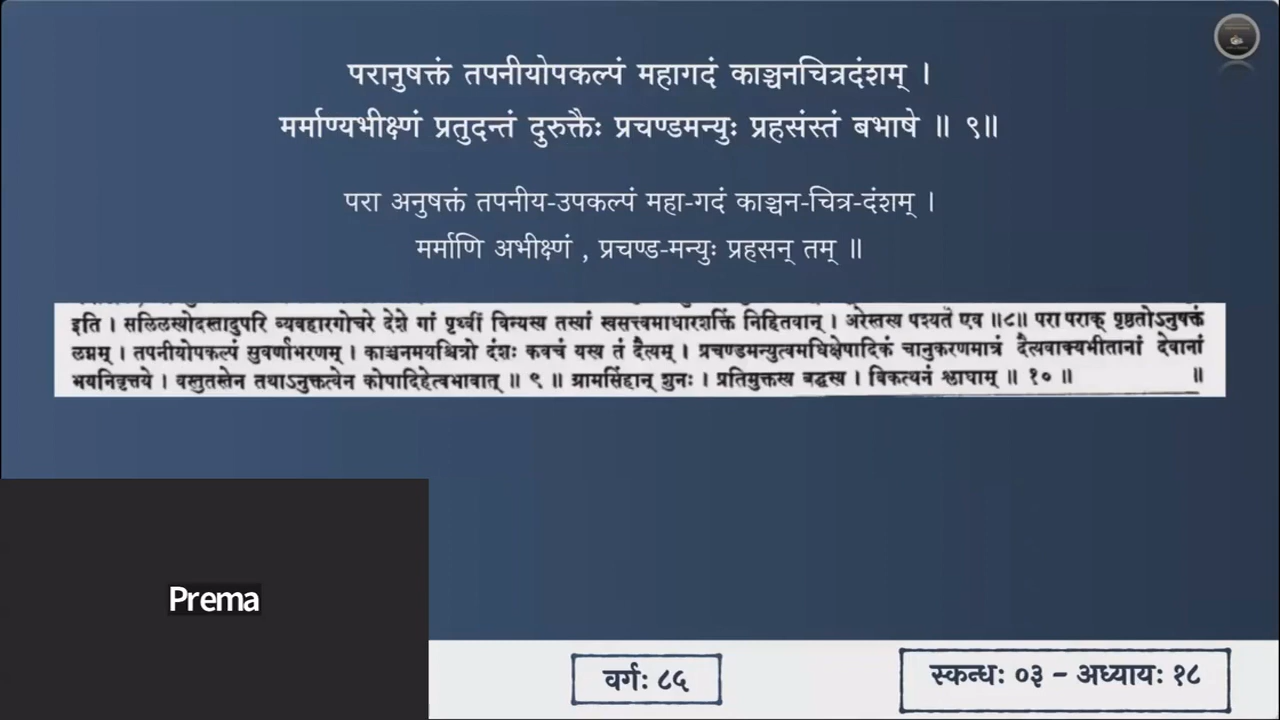 परानुषक्तं तपनीयोपकल्पं महागदं काञ्चनचित्रदंशम् ।
मर्माण्यभीक्ष्णं प्रतुदन्तं दुरुक्तैः प्रचण्डमन्युः प्रहसंस्तं बभाषे ॥ ९॥
परा अनुषक्तं तपनीय-उपकल्पं महा-गदं काञ्चन-चित्र-दंशम् ।
मर्माणि अभीक्ष्णं , प्रचण्ड-मन्युः प्रहसन् तम् ॥
इति । सलिलस्योदस्तादुपरि व्यवहारगोचरे देशे गां पृथ्वीं विन्यस्य तस्यां स्वसत्त्वमाधारशक्तिं निहितवान् । अरेस्तस्य पश्यत एव ॥८॥ परा पराक् पृष्ठतोऽनुषक्तं
लग्नम् । तपनीयोपकल्पं सुवर्णाभरणम् । काञ्चनमयश्चित्रो दंशः कवचं यस्य तं दैत्यम् । प्रचण्डमन्युत्वमधिक्षेपादिकं चानुकरणमात्रं दैत्यवाक्यभीतानां देवानां
भयनिवृत्तये । वस्तुतस्तेन तथाऽनुक्तत्वेन कोपादिहेत्वभावात् ॥ ९ ॥ ग्रामसिंहान् शुनः । प्रतिमुक्तस्य बद्धस्य । विकत्थनं श्लाघाम् ॥ १० ॥ ॥
Prema
वर्गः ८५
स्कन्धः ०३ - अध्यायः १८